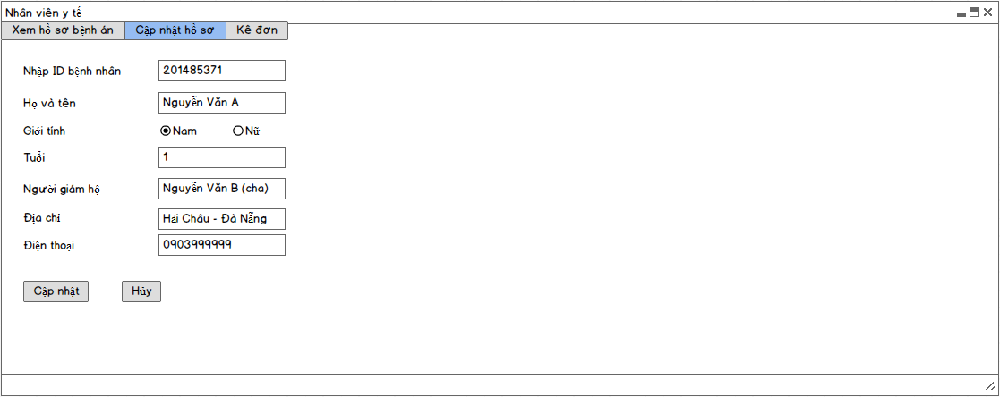 Nhân viên y tế
Xem hồ sơ bệnh án Cập nhật hồ sơ Kê đơn
Nhập ID bệnh nhân 201485371
Họ và tên Nguyễn Văn A
Giới tính Nam Nữ
Tuổi 1
Người giám hộ Nguyễn Văn B (cha)
Địa chỉ Hải Châu - Đà Nẵng
Điện thoại 0903999999
Cập nhật Hủy